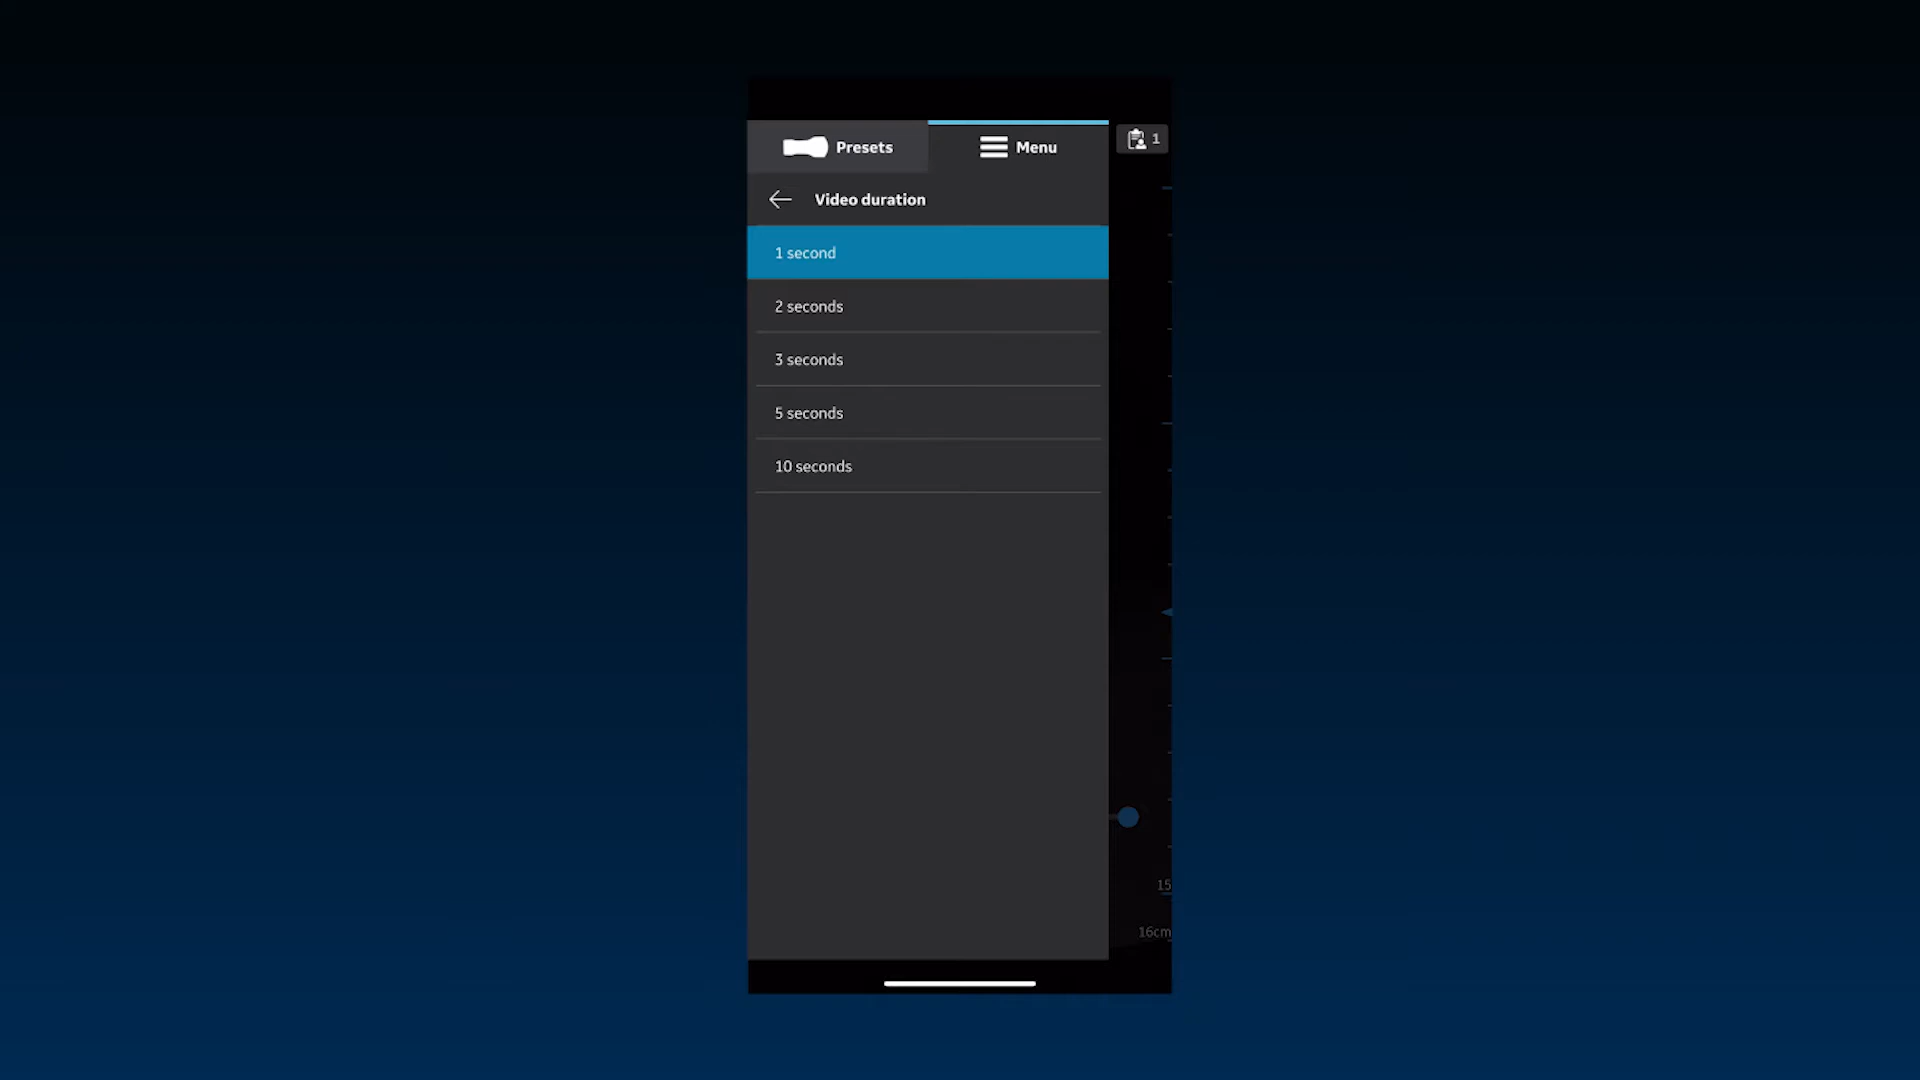 Presets
Menu
1
Video duration
1 second
2 seconds
3 seconds
5 seconds
10 seconds
15
16cm